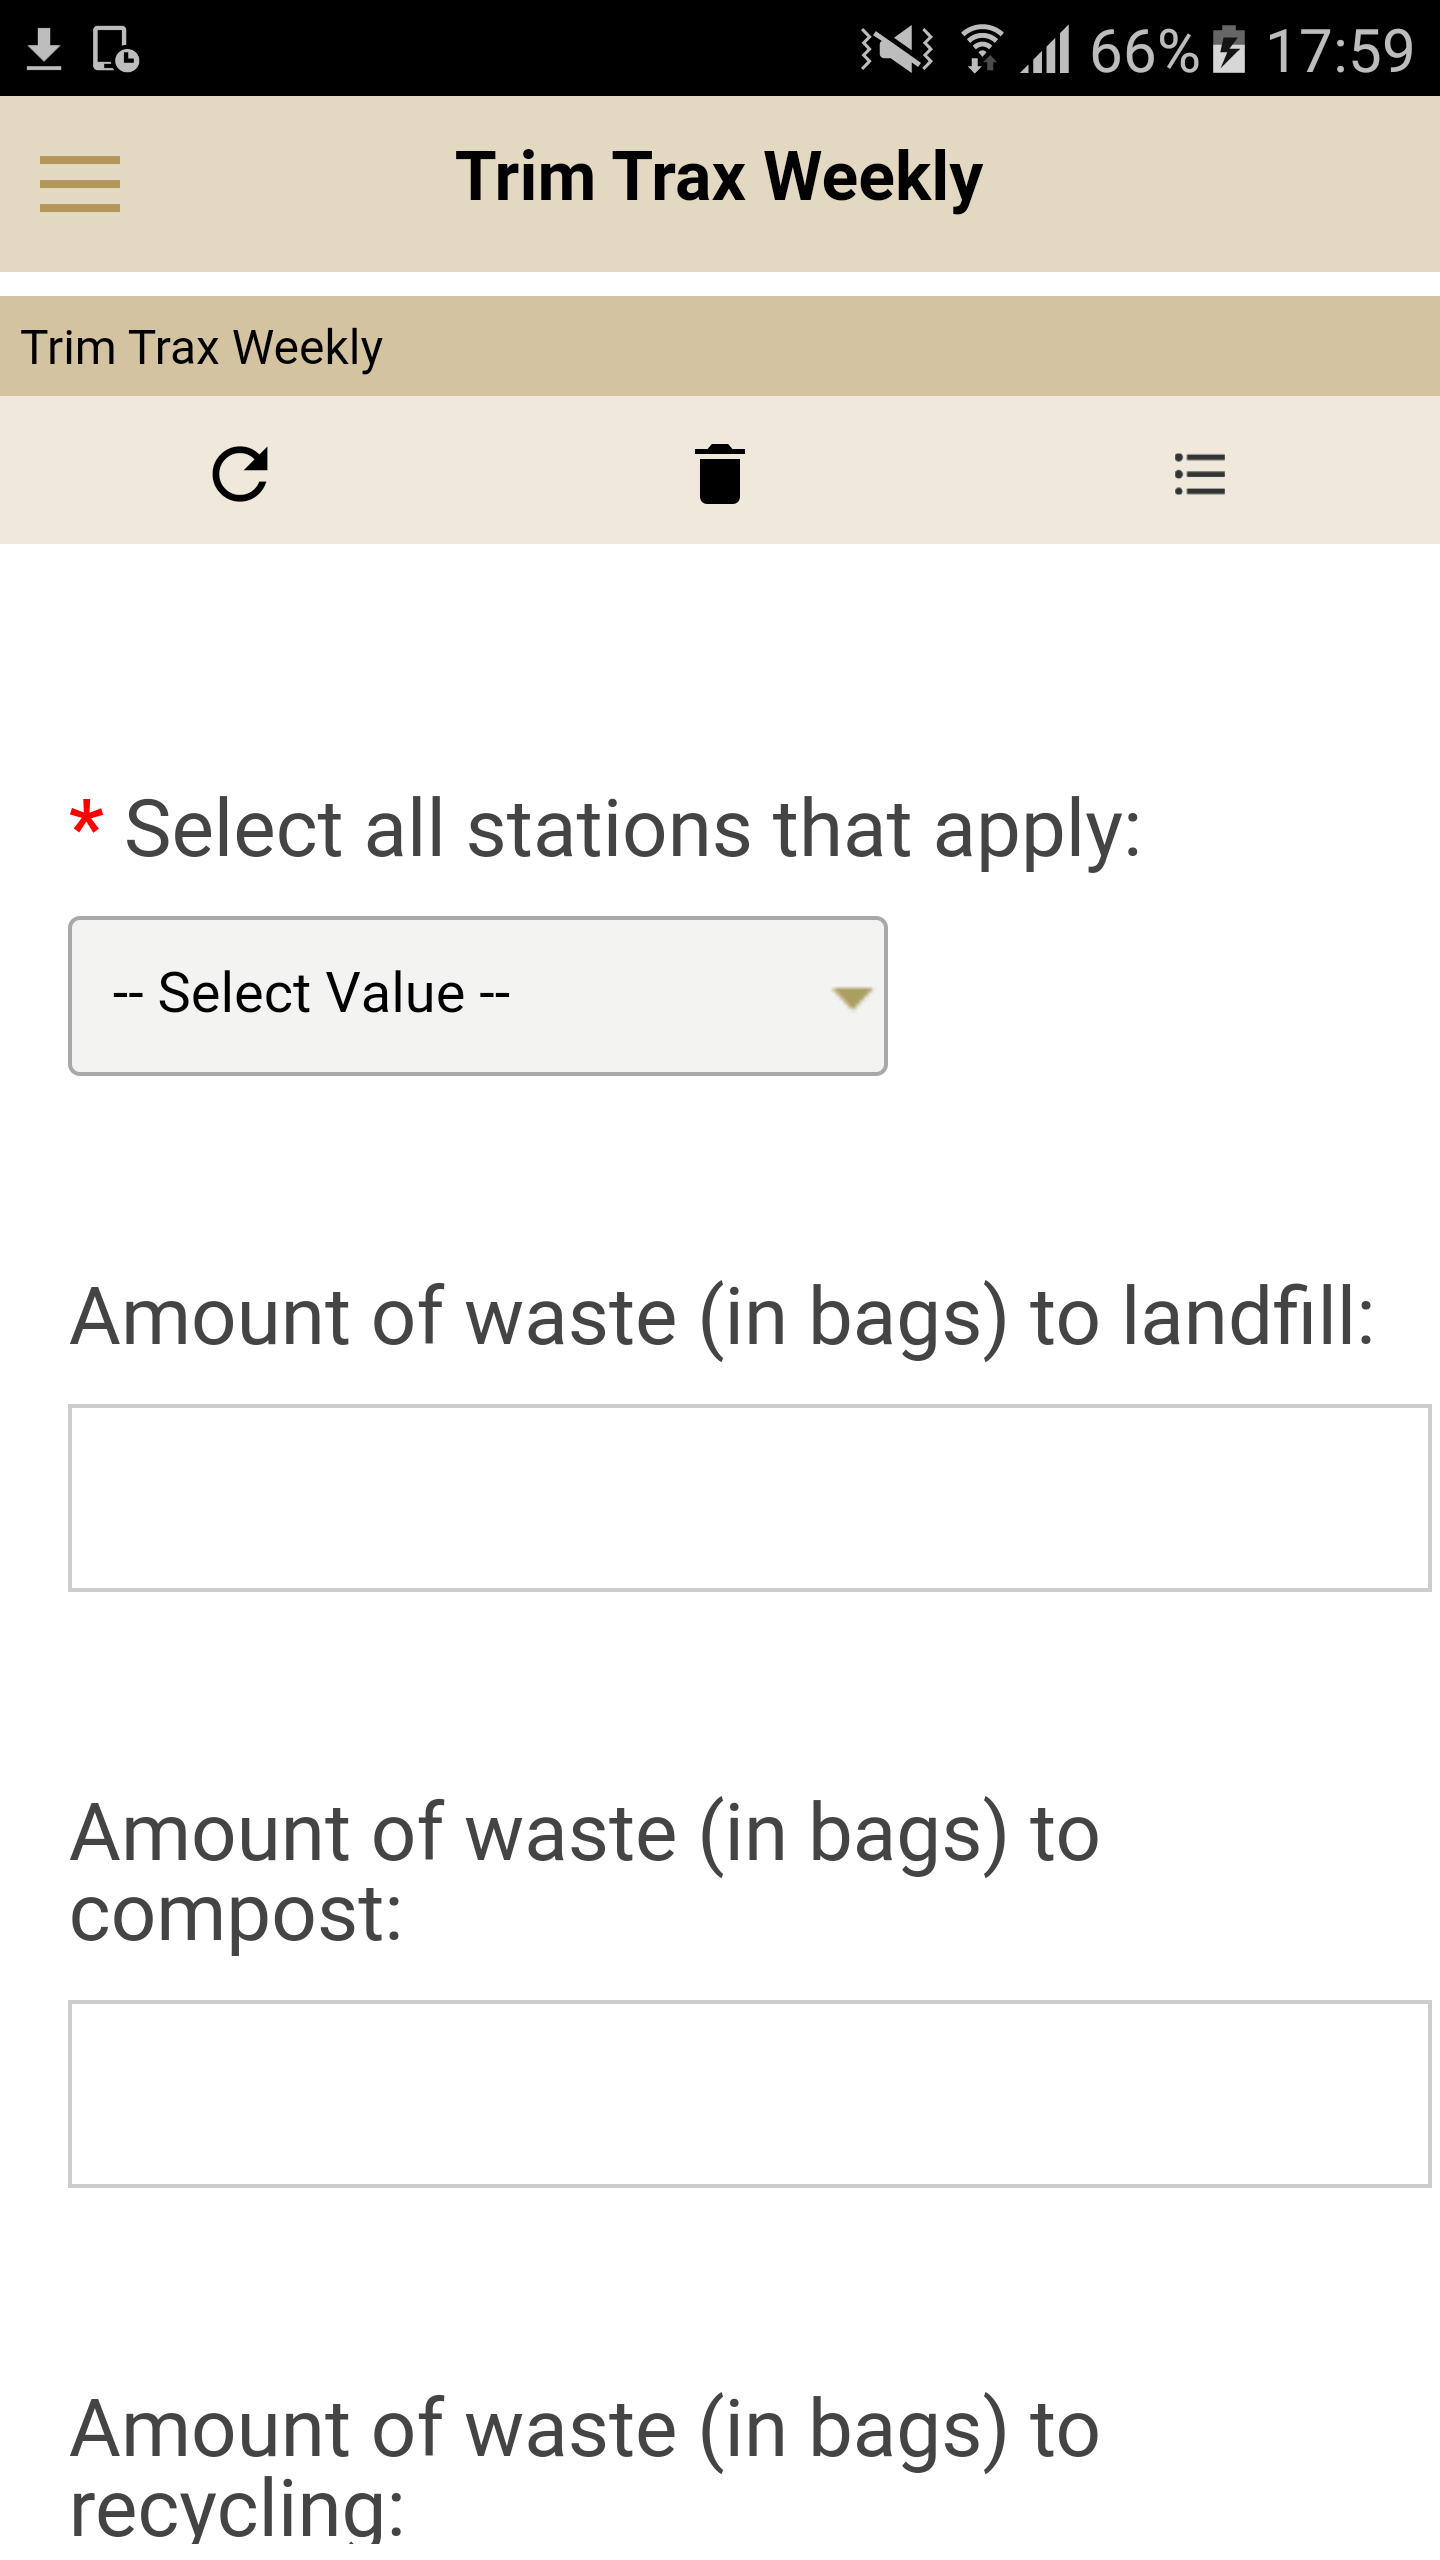 66% 17:59
Trim Trax Weekly
Trim Trax Weekly
* Select all stations that apply:
-- Select Value --
Amount of waste (in bags) to landfill:
Amount of waste (in bags) to
compost:
Amount of waste (in bags) to
recycling: